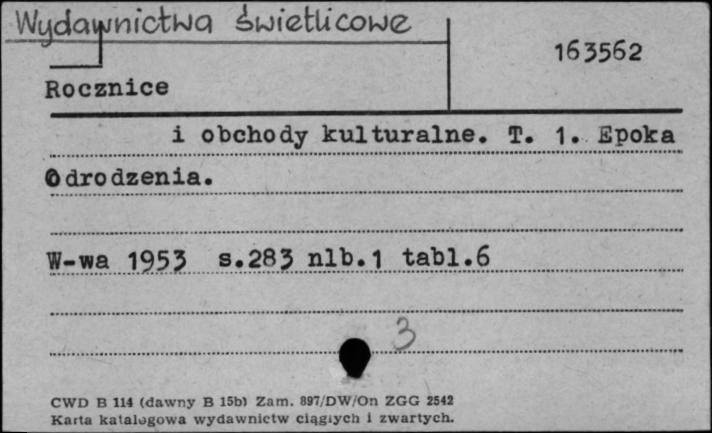 Wydawnictwa świetlicowe
163562
Rocznice
i obchody kulturalne. T. 1. Epoka
Odrodzenia.
W-wa 1953 s.283 nlb.1 tabl.6
3
CWD B 114 (dawny B 15b) Zam. 897/DW/On ZGG 2542
Karta katalogowa wydawnictw ciągłych i zwartych.